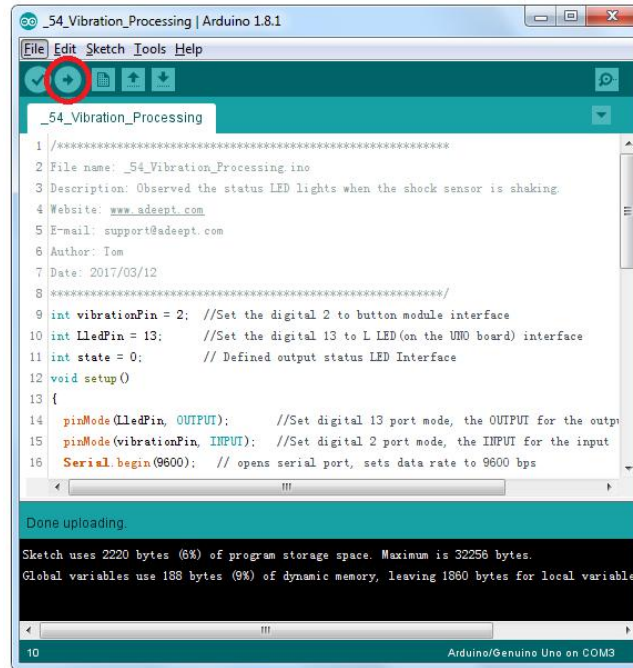 _54_Vibration_Processing | Arduino 1.8.1
File Edit Sketch Tools Help
_54_Vibration_Processing
1 /***********************************************************
2 File name: _54_Vibration_Processing.ino
3 Description: Observed the status LED lights when the shock sensor is shaking.
4 Website: www.adeept.com
5 E-mail: support@adeept.com
6 Author: Tom
7 Date: 2017/03/12
8 ***********************************************************/
9 int vibrationPin = 2;  //Set the digital 2 to button module interface
10 int LledPin = 13;      //Set the digital 13 to L LED(on the UNO board) interface
11 int state = 0;         // Defined output status LED Interface
12 void setup()
13 {
14   pinMode(LledPin, OUTPUT);       //Set digital 13 port mode, the OUTPUT for the outpu
15   pinMode(vibrationPin, INPUT);   //Set digital 2 port mode, the INPUT for the input
16   Serial.begin(9600);   // opens serial port, sets data rate to 9600 bps
Done uploading.
Sketch uses 2220 bytes (6%) of program storage space. Maximum is 32256 bytes.
Global variables use 188 bytes (9%) of dynamic memory, leaving 1860 bytes for local variable
10 Arduino/Genuino Uno on COM3